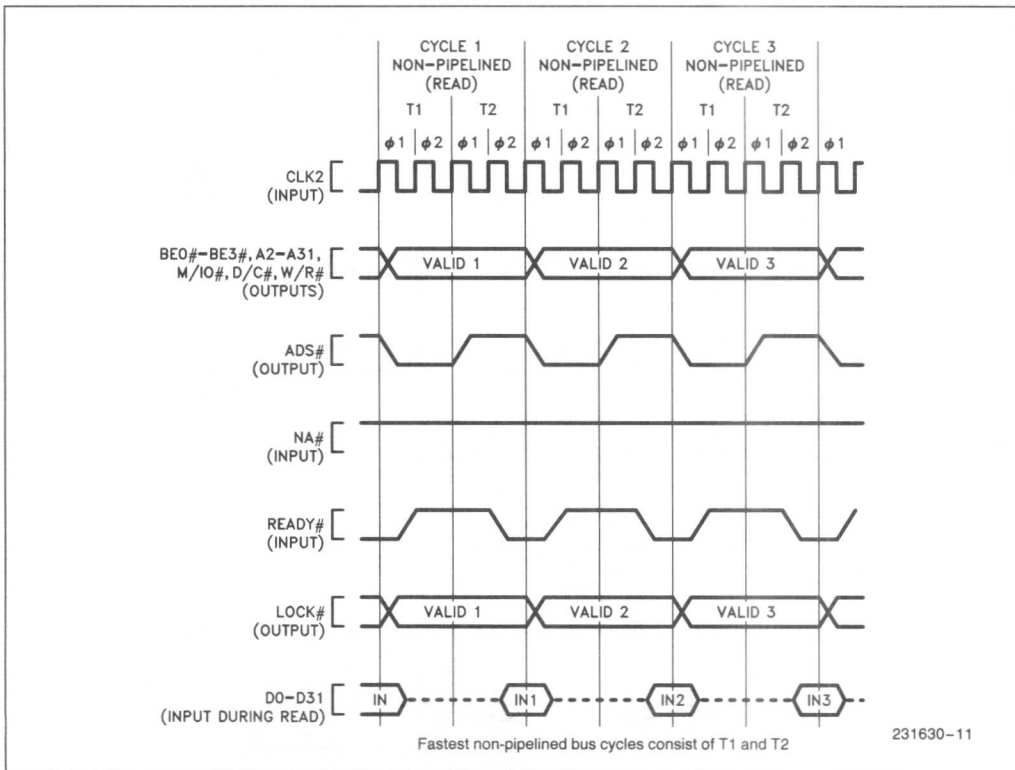 CYCLE 1 CYCLE 2 CYCLE 3
NON-PIPELINED NON-PIPELINED NON-PIPELINED
(READ) (READ) (READ)
T1 T2 T1 T2 T1 T2
φ1 φ2 φ1 φ2 φ1 φ2 φ1 φ2 φ1 φ2 φ1 φ2 φ1
CLK2
(INPUT)
BE0#-BE3#, A2-A31,
M/IO#, D/C#, W/R#
(OUTPUTS)
VALID 1 VALID 2 VALID 3
ADS#
(OUTPUT)
NA#
(INPUT)
READY#
(INPUT)
LOCK#
(OUTPUT)
VALID 1 VALID 2 VALID 3
D0-D31
(INPUT DURING READ)
IN IN1 IN2 IN3
231630-11
Fastest non-pipelined bus cycles consist of T1 and T2